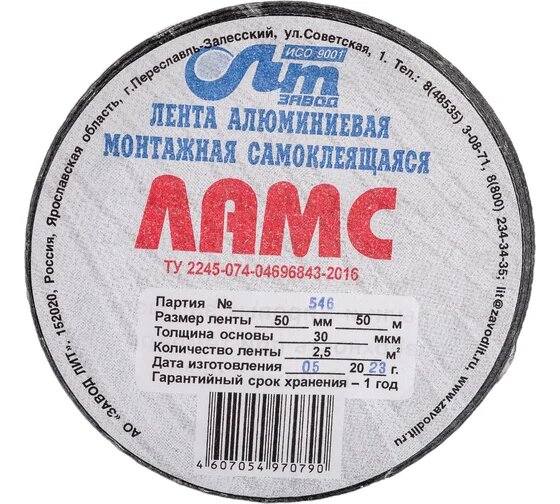 АО "ЗАВОД ЛИТ", 152020, Россия, Ярославская область, г.Переславль-Залесский, ул.Советская, 1. Тел.: 8(48535) 3-08-71, 8(800) 234-34-35; lit@zavodlit.ru, www.zavodlit.ru
ИСО 9001
Лит
ЗАВОД
ЛЕНТА АЛЮМИНИЕВАЯ
МОНТАЖНАЯ САМОКЛЕЯЩАЯСЯ
ЛАМС
ТУ 2245-074-04696843-2016
Партия № 546
Размер ленты 50 мм 50 м
Толщина основы 30 мкм
Количество ленты 2,5 м²
Дата изготовления 05 2023 г.
Гарантийный срок хранения – 1 год
4607054970790